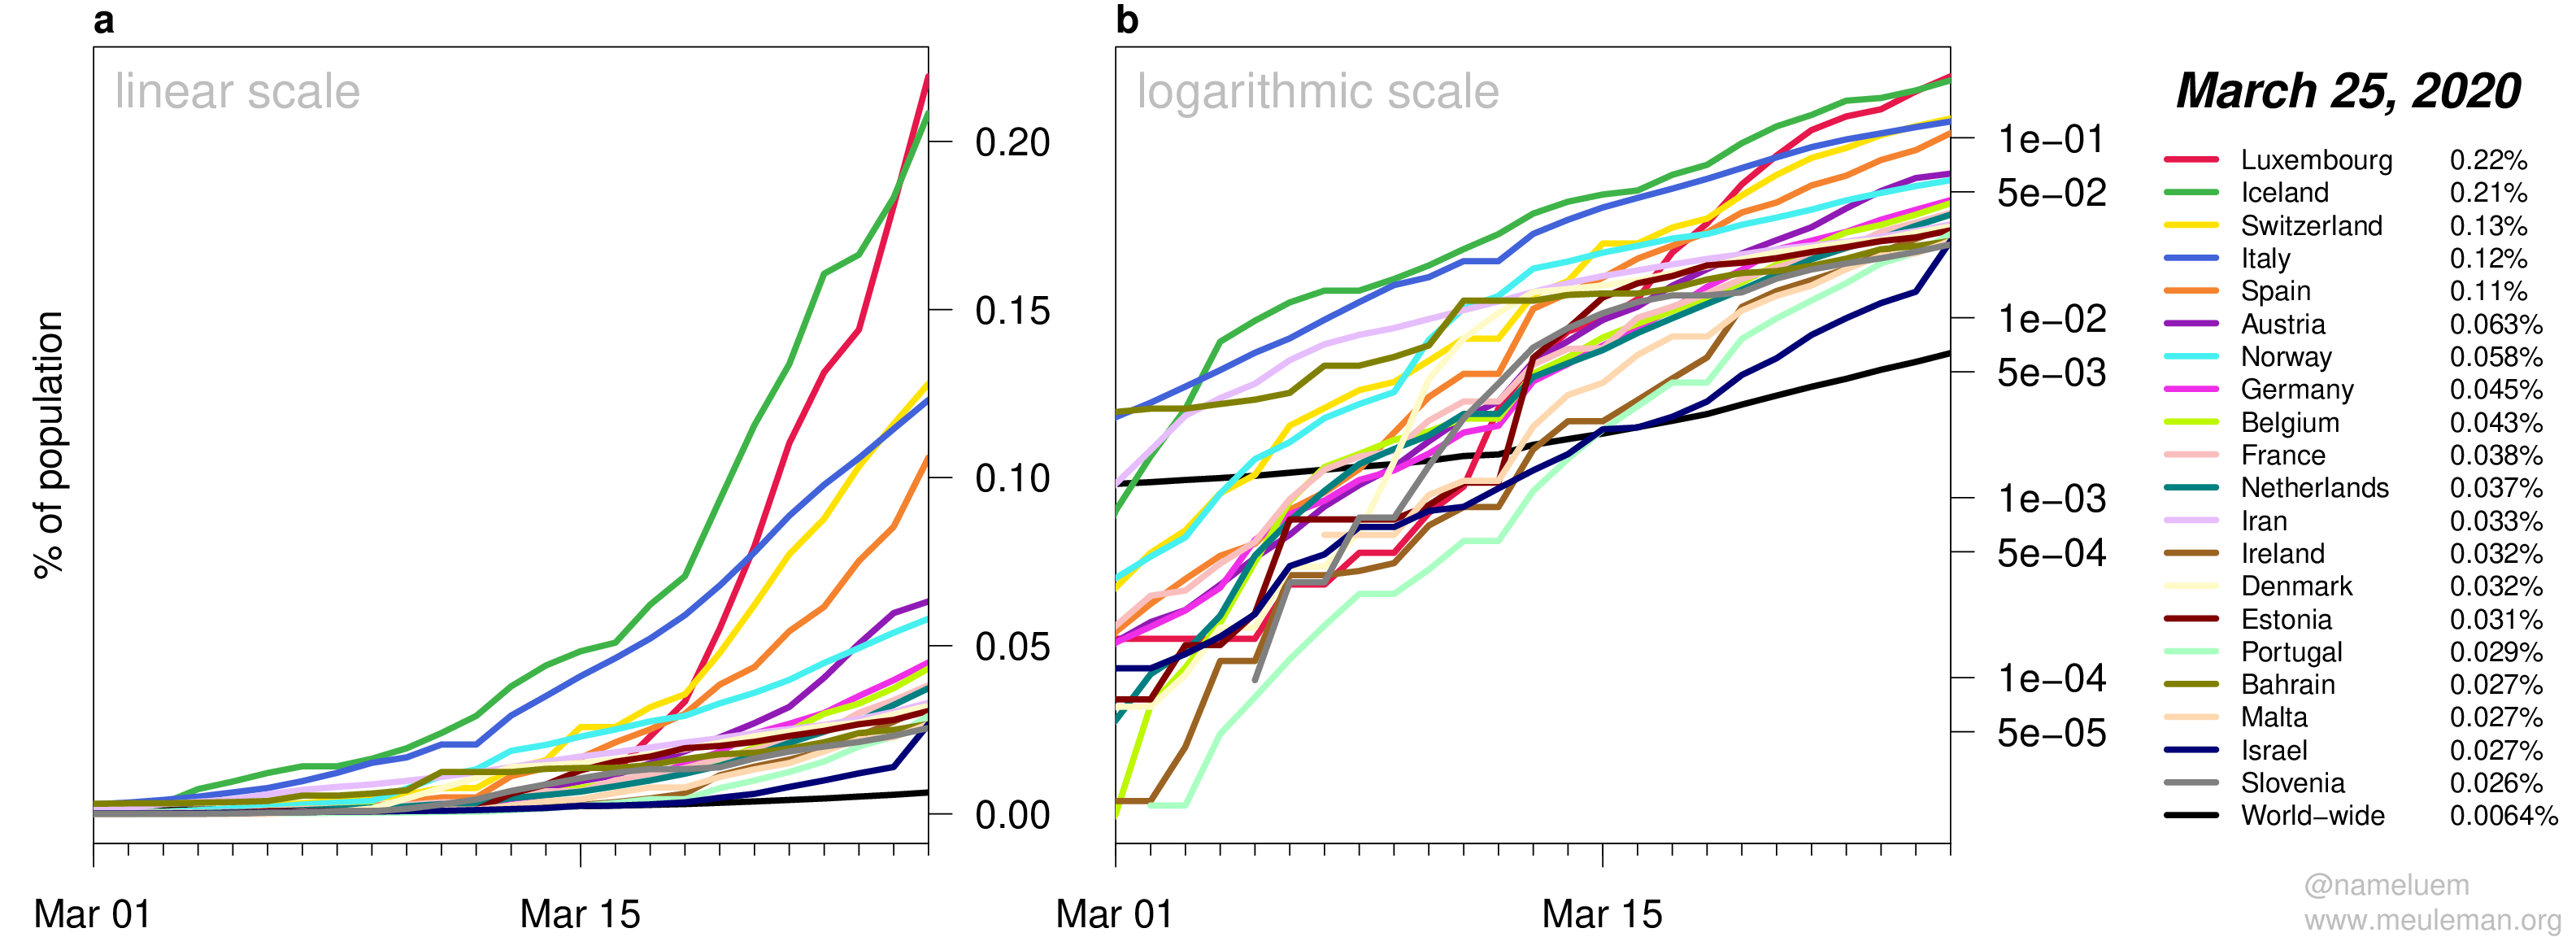 a
linear scale
% of population
0.20
0.15
0.10
0.05
0.00
Mar 01
Mar 15
b
logarithmic scale
1e−01
5e−02
1e−02
5e−03
1e−03
5e−04
1e−04
5e−05
Mar 01
Mar 15
March 25, 2020
Luxembourg 0.22%
Iceland 0.21%
Switzerland 0.13%
Italy 0.12%
Spain 0.11%
Austria 0.063%
Norway 0.058%
Germany 0.045%
Belgium 0.043%
France 0.038%
Netherlands 0.037%
Iran 0.033%
Ireland 0.032%
Denmark 0.032%
Estonia 0.031%
Portugal 0.029%
Bahrain 0.027%
Malta 0.027%
Israel 0.027%
Slovenia 0.026%
World−wide 0.0064%
@nameluem
www.meuleman.org